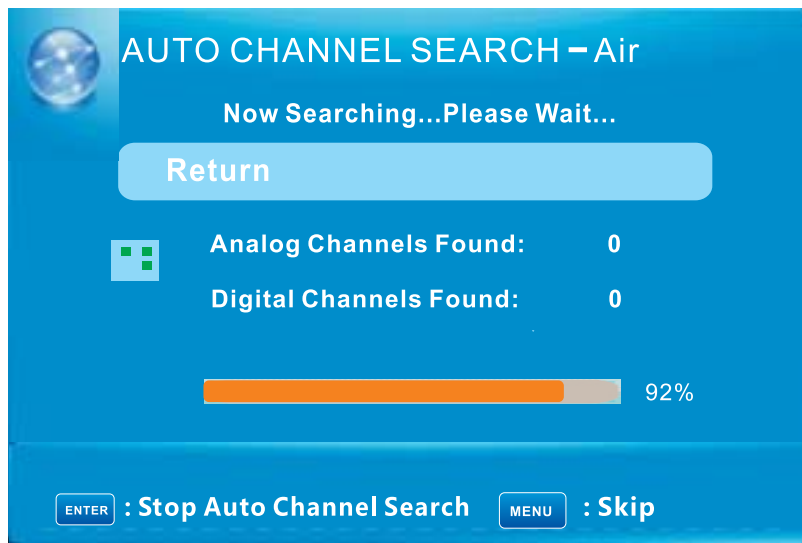 AUTO CHANNEL SEARCH – Air
Now Searching...Please Wait...
Return
Analog Channels Found: 0
Digital Channels Found: 0
92%
ENTER : Stop Auto Channel Search MENU : Skip